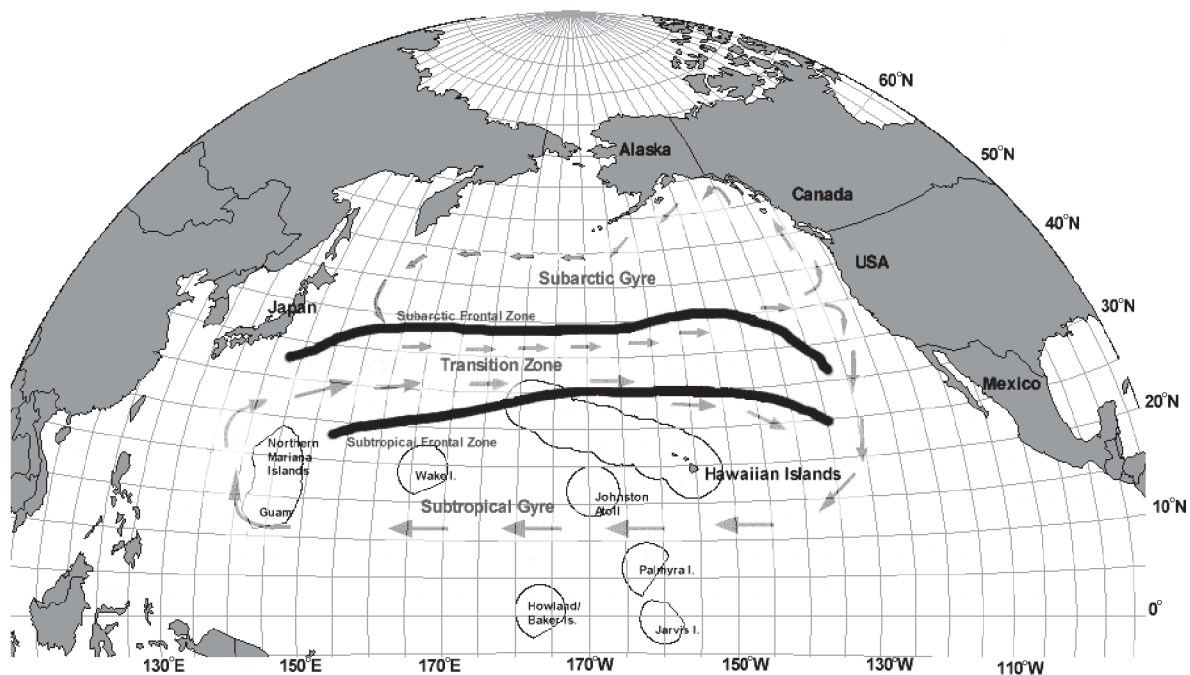 60°N
50°N
Alaska
Canada
40°N
USA
Subarctic Gyre
30°N
Japan
Subarctic Frontal Zone
Transition Zone
Mexico
20°N
Northern
Mariana
Islands
Subtropical Frontal Zone
Wake I.
Hawaiian Islands
Johnston
Atoll
Guam
Subtropical Gyre
10°N
Palmyra I.
Howland/
Baker Is.
Jarvis I.
0°
130°E
150°E
170°E
170°W
150°W
130°W
110°W